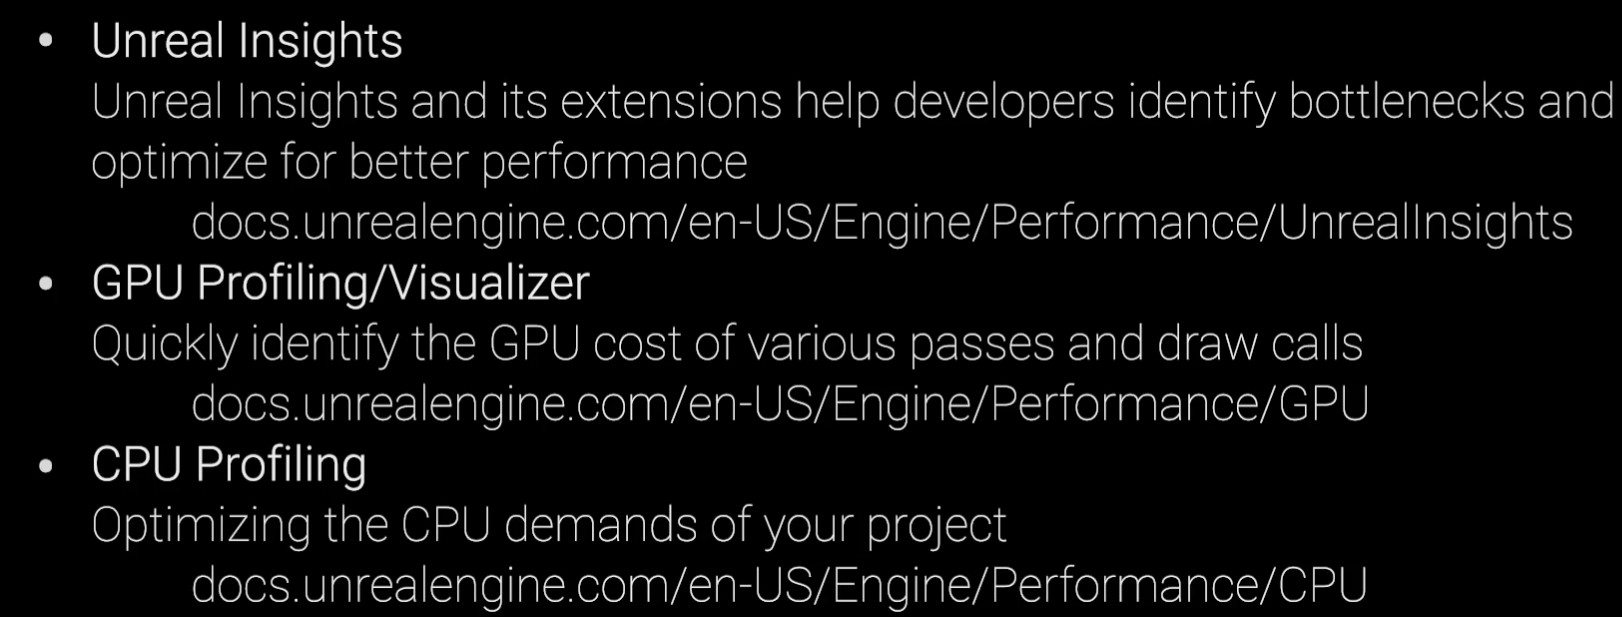 • Unreal Insights
Unreal Insights and its extensions help developers identify bottlenecks and
optimize for better performance
docs.unrealengine.com/en-US/Engine/Performance/UnrealInsights
• GPU Profiling/Visualizer
Quickly identify the GPU cost of various passes and draw calls
docs.unrealengine.com/en-US/Engine/Performance/GPU
• CPU Profiling
Optimizing the CPU demands of your project
docs.unrealengine.com/en-US/Engine/Performance/CPU